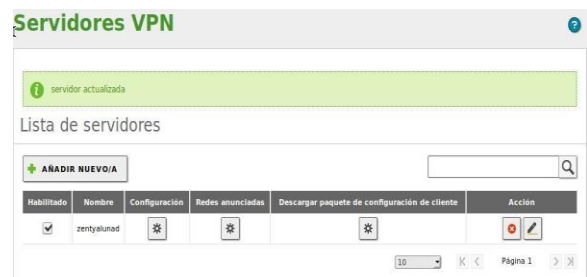 Servidores VPN
?
i servidor actualizada
Lista de servidores
+ AÑADIR NUEVO/A
Habilitado Nombre Configuración Redes anunciadas Descargar paquete de configuración de cliente Acción
zentyalunad
10 Página 1